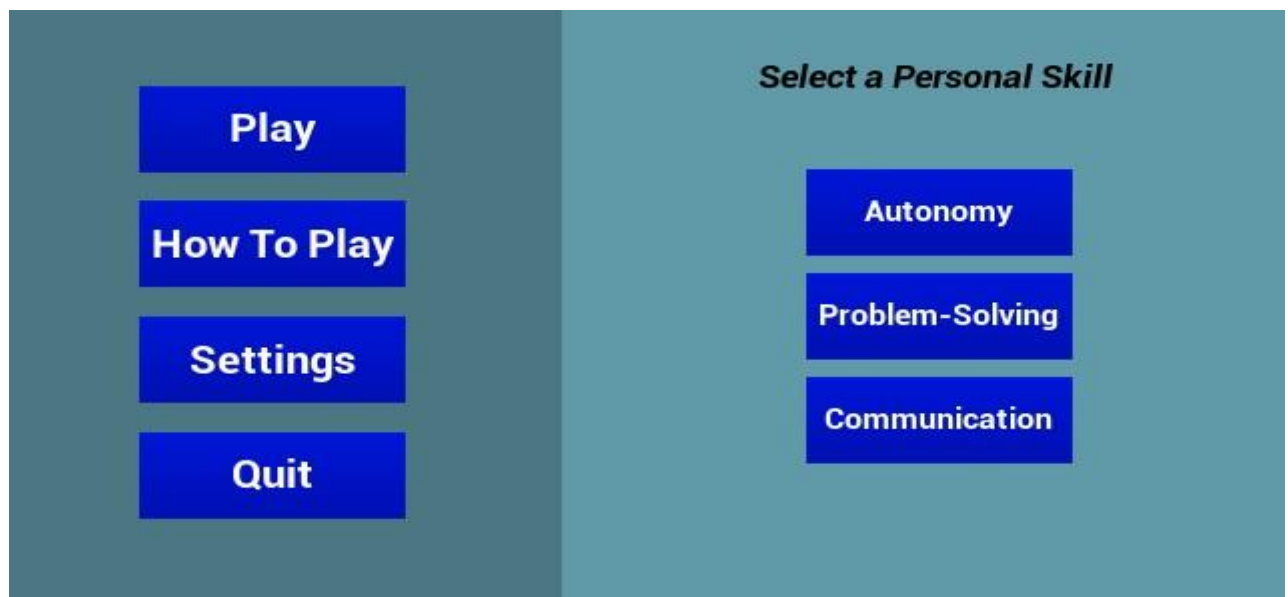 Play
How To Play
Settings
Quit
Select a Personal Skill
Autonomy
Problem-Solving
Communication